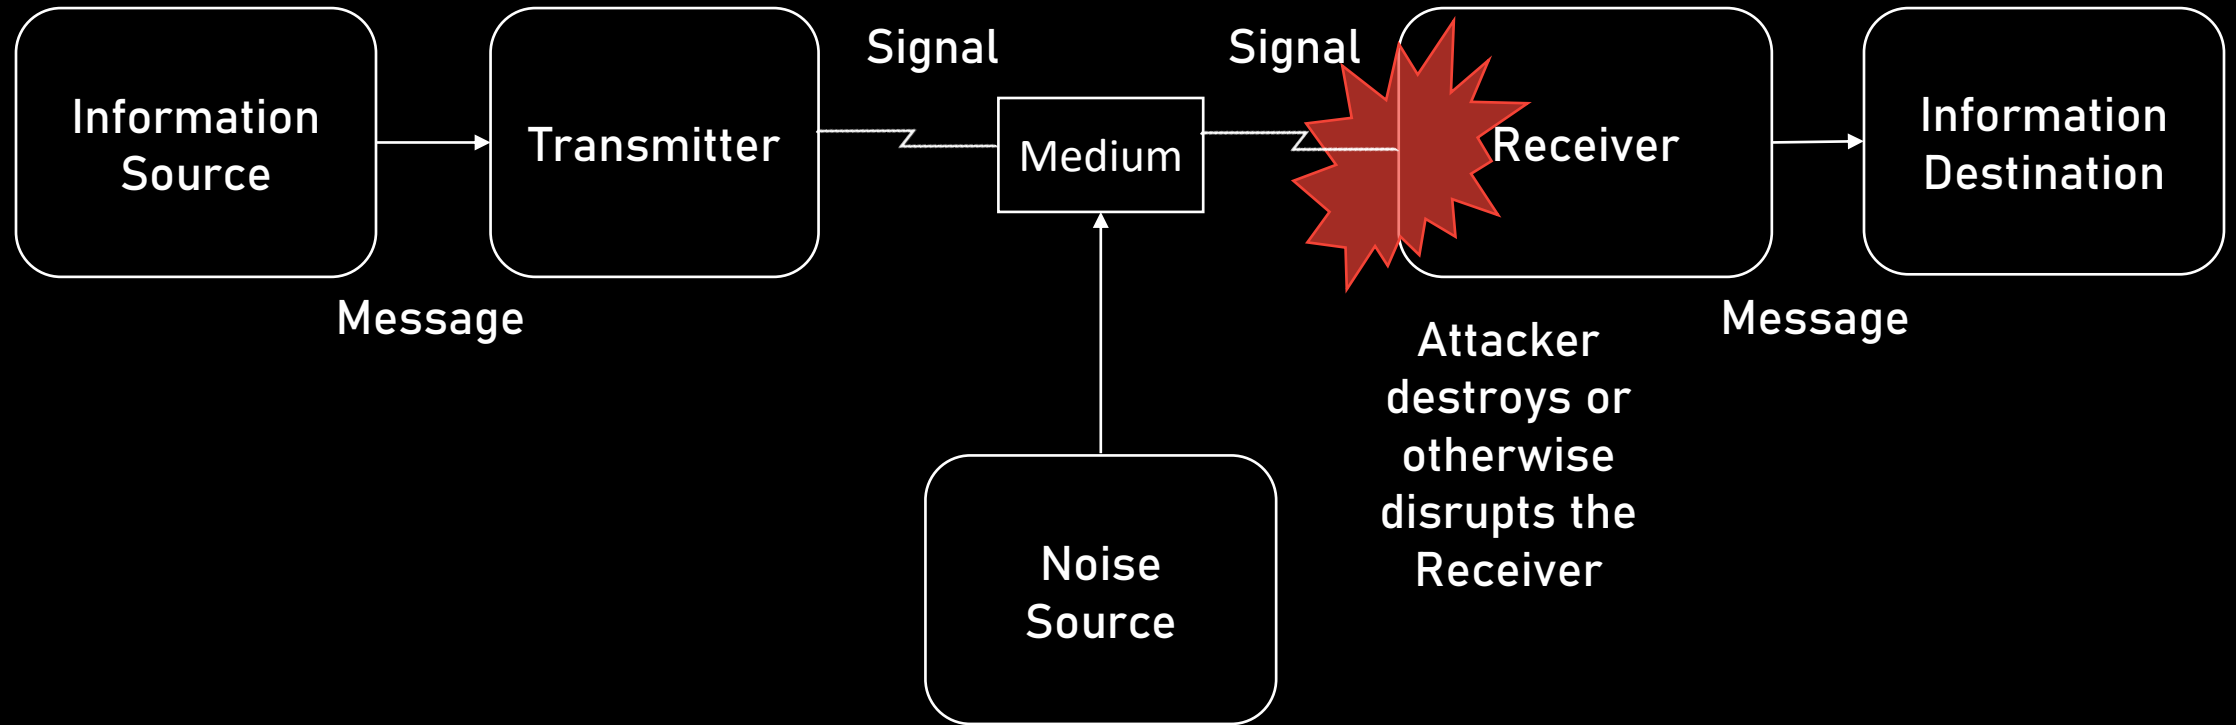 Information
Source
Message
Transmitter
Signal
Medium
Signal
Receiver
Message
Information
Destination
Attacker
destroys or
otherwise
disrupts the
Receiver
Noise
Source